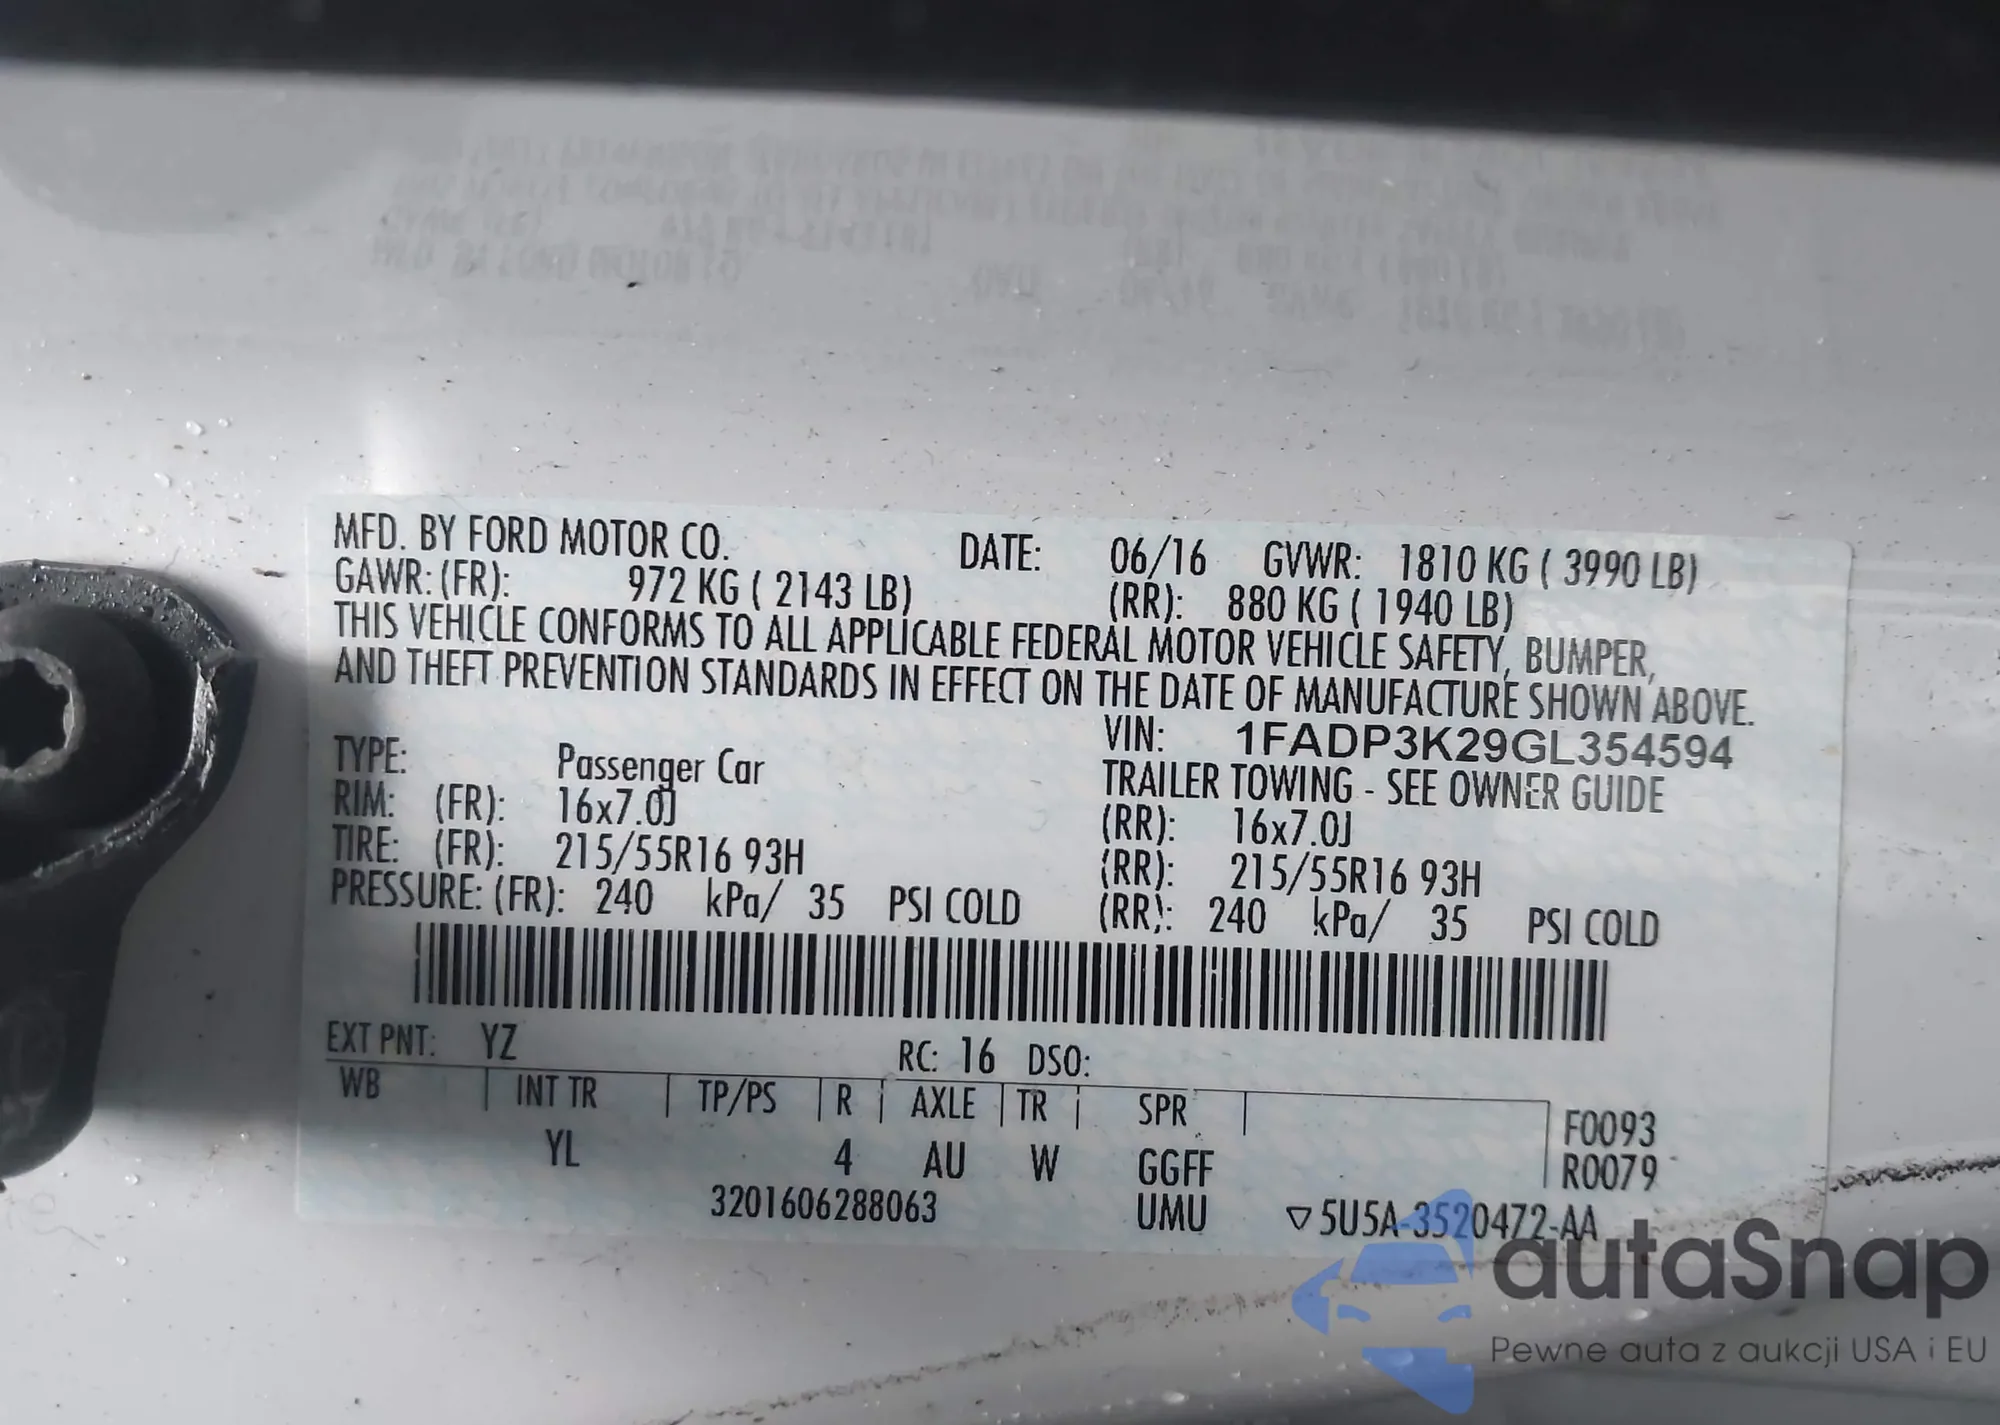 MFD. BY FORD MOTOR CO. DATE: 06/16 GVWR: 1810 KG ( 3990 LB)
GAWR: (FR): 972 KG ( 2143 LB) (RR): 880 KG ( 1940 LB)
THIS VEHICLE CONFORMS TO ALL APPLICABLE FEDERAL MOTOR VEHICLE SAFETY, BUMPER,
AND THEFT PREVENTION STANDARDS IN EFFECT ON THE DATE OF MANUFACTURE SHOWN ABOVE.
VIN: 1FADP3K29GL354594
TYPE: Passenger Car TRAILER TOWING - SEE OWNER GUIDE
RIM: (FR): 16x7.0J (RR): 16x7.0J
TIRE: (FR): 215/55R16 93H (RR): 215/55R16 93H
PRESSURE: (FR): 240 kPa/ 35 PSI COLD (RR): 240 kPa/ 35 PSI COLD
EXT PNT: YZ RC: 16 DSO:
WB INT TR TP/PS R AXLE TR SPR F0093
YL 4 AU W GGFF R0079
3201606288063 UMU ▽5U5A-3520472-AA
autaSnap
Pewne auta z aukcji USA i EU